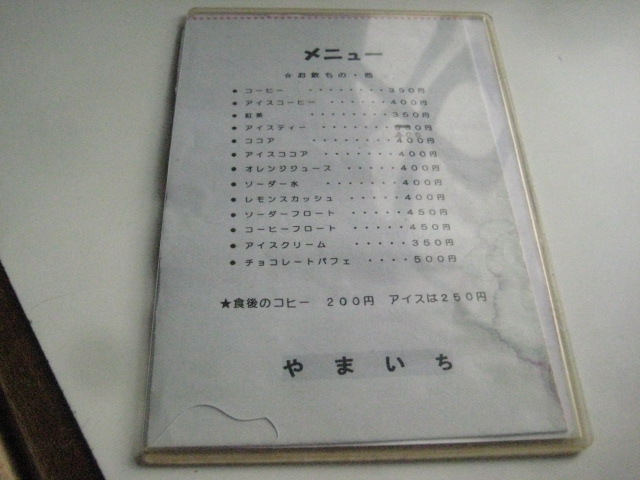 メニュー
☆お飲もの・他
● コーヒー ・・・・・・・・350円
● アイスコーヒー ・・・・・・400円
● 紅茶 ・・・・・・・・350円
● アイスティー ・・・・・・・円
● ココア ・・・・・・・・400円
● アイスココア ・・・・・・・400円
● オレンジジュース ・・・・・400円
● ソーダー水 ・・・・・・・400円
● レモンスカッシュ ・・・・・400円
● ソーダーフロート ・・・・・450円
● コーヒーフロート ・・・・・450円
● アイスクリーム ・・・・・350円
● チョコレートパフェ ・・・・500円
★食後のコヒー 200円 アイスは250円
やまいち